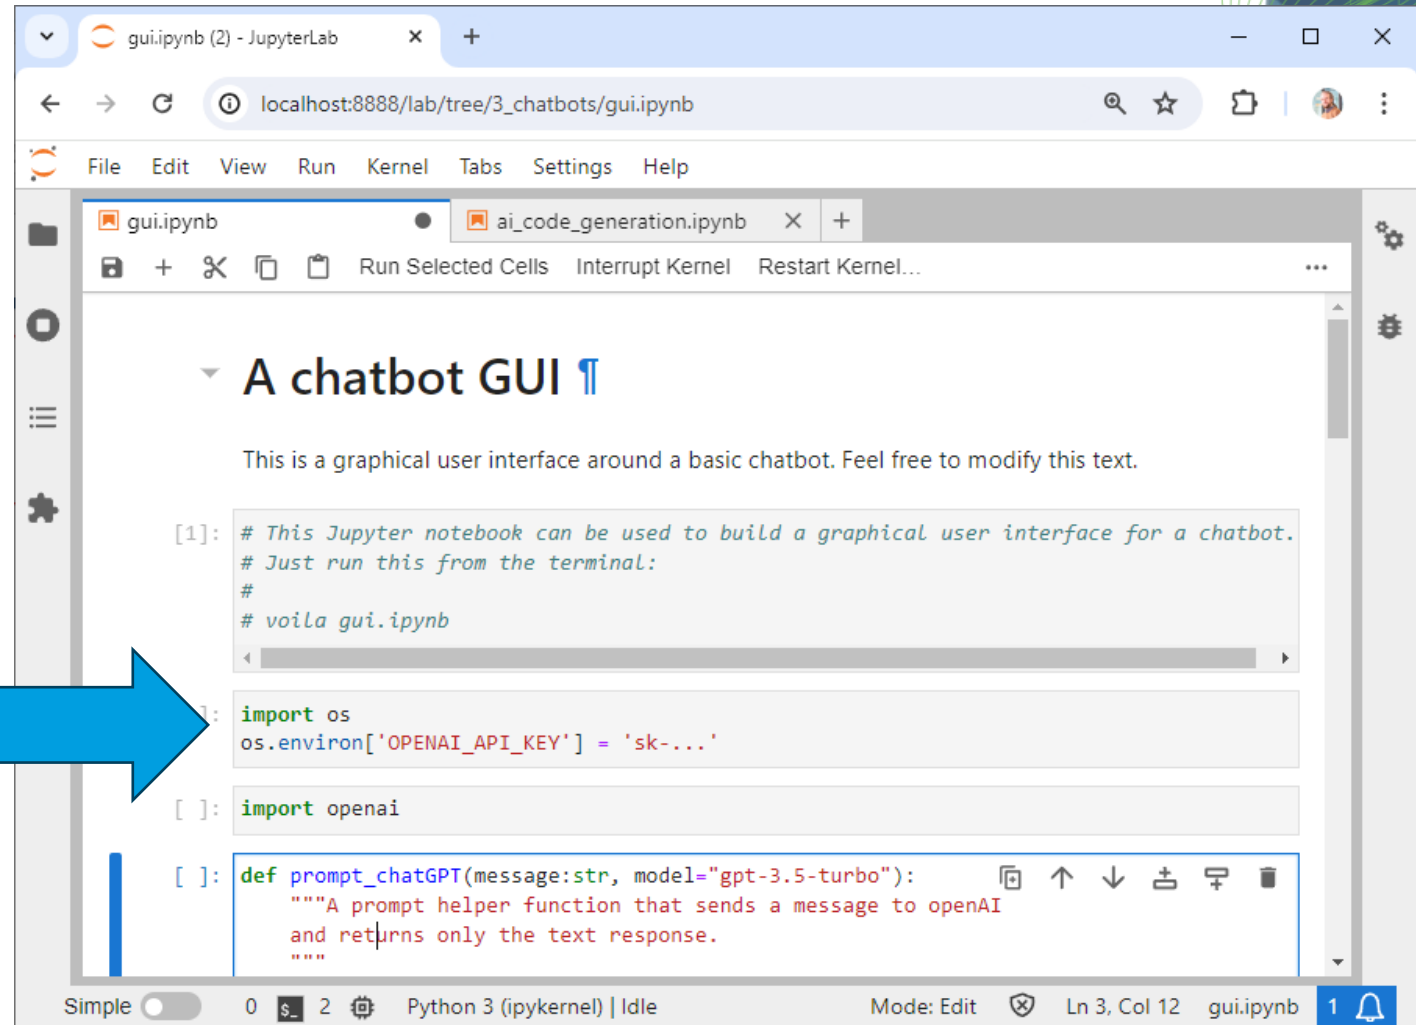 gui.ipynb (2) - JupyterLab
localhost:8888/lab/tree/3_chatbots/gui.ipynb
File Edit View Run Kernel Tabs Settings Help
gui.ipynb ai_code_generation.ipynb
Run Selected Cells Interrupt Kernel Restart Kernel...
A chatbot GUI ¶
This is a graphical user interface around a basic chatbot. Feel free to modify this text.
[1]: # This Jupyter notebook can be used to build a graphical user interface for a chatbot.
# Just run this from the terminal:
#
# voila gui.ipynb
]: import os
os.environ['OPENAI_API_KEY'] = 'sk-...'
[ ]: import openai
[ ]: def prompt_chatGPT(message:str, model="gpt-3.5-turbo"):
"""A prompt helper function that sends a message to openAI
and returns only the text response.
"""
Simple 0 $_ 2 Python 3 (ipykernel) | Idle Mode: Edit Ln 3, Col 12 gui.ipynb 1